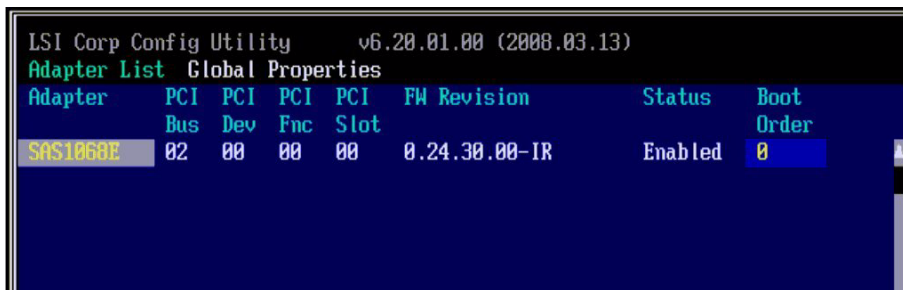 LSI Corp Config Utility v6.20.01.00 (2008.03.13)
Adapter List Global Properties
Adapter PCI PCI PCI PCI FW Revision Status Boot
Bus Dev Fnc Slot Order
SAS1068E 02 00 00 00 0.24.30.00-IR Enabled 0